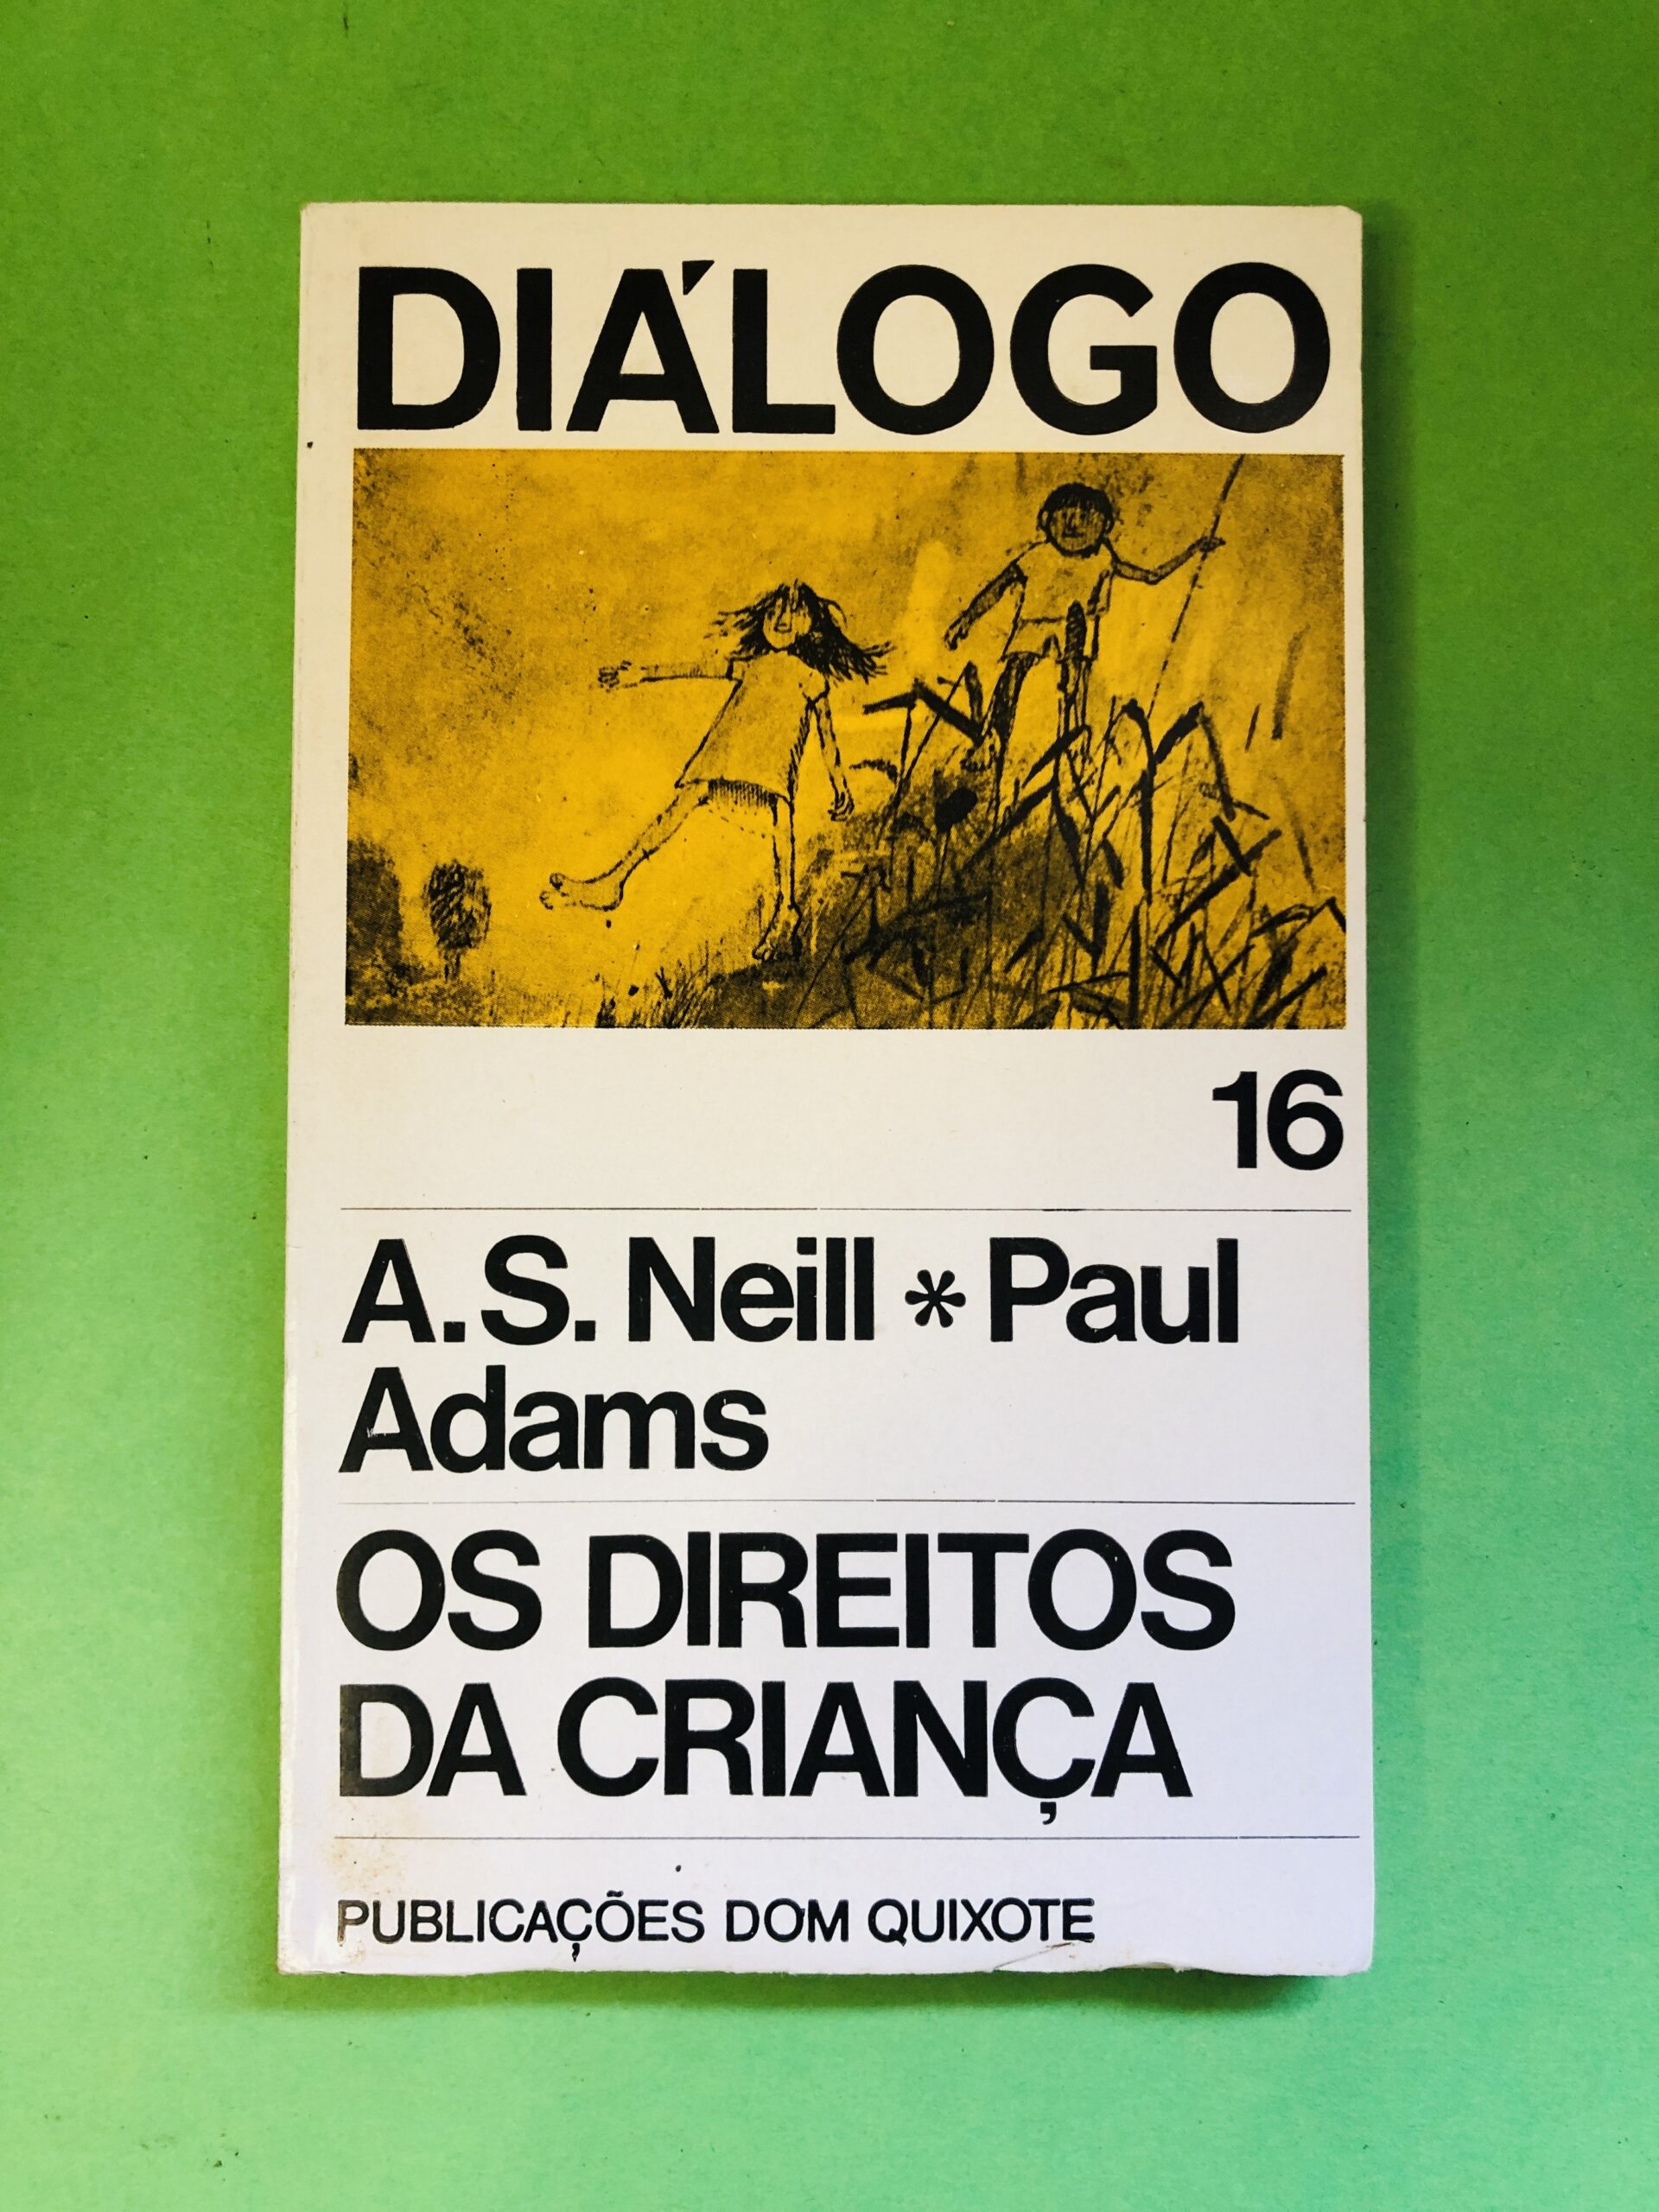 DIÁLOGO
16
A.S. Neill * Paul
Adams
OS DIREITOS
DA CRIANÇA
PUBLICAÇÕES DOM QUIXOTE